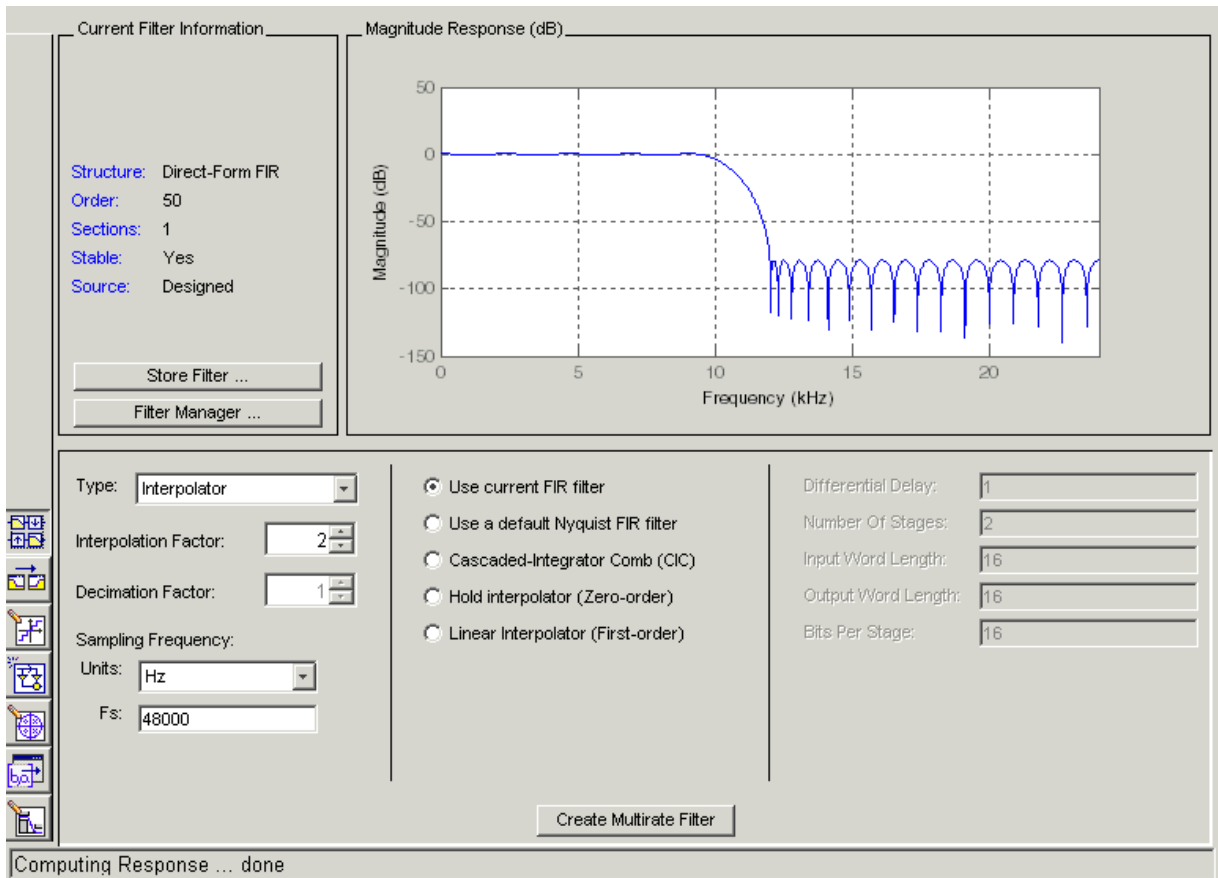 Current Filter Information
Structure: Direct-Form FIR
Order: 50
Sections: 1
Stable: Yes
Source: Designed
Store Filter ...
Filter Manager ...
Magnitude Response (dB)
50
0
-50
-100
-150
Magnitude (dB)
0 5 10 15 20
Frequency (kHz)
Type: Interpolator
Interpolation Factor: 2
Decimation Factor: 1
Sampling Frequency:
Units: Hz
Fs: 48000
Use current FIR filter
Use a default Nyquist FIR filter
Cascaded-Integrator Comb (CIC)
Hold interpolator (Zero-order)
Linear Interpolator (First-order)
Differential Delay: 1
Number Of Stages: 2
Input Word Length: 16
Output Word Length: 16
Bits Per Stage: 16
Create Multirate Filter
[b,a]
Computing Response ... done